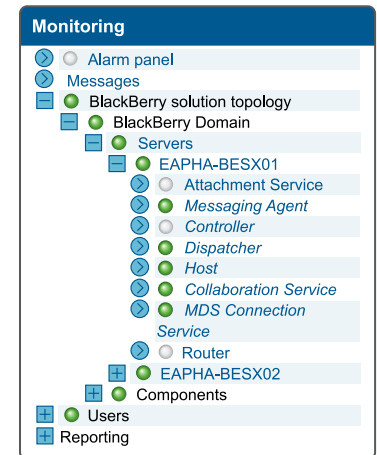 Monitoring
Alarm panel
Messages
BlackBerry solution topology
BlackBerry Domain
Servers
EAPHA-BESX01
Attachment Service
Messaging Agent
Controller
Dispatcher
Host
Collaboration Service
MDS Connection
Service
Router
EAPHA-BESX02
Components
Users
Reporting